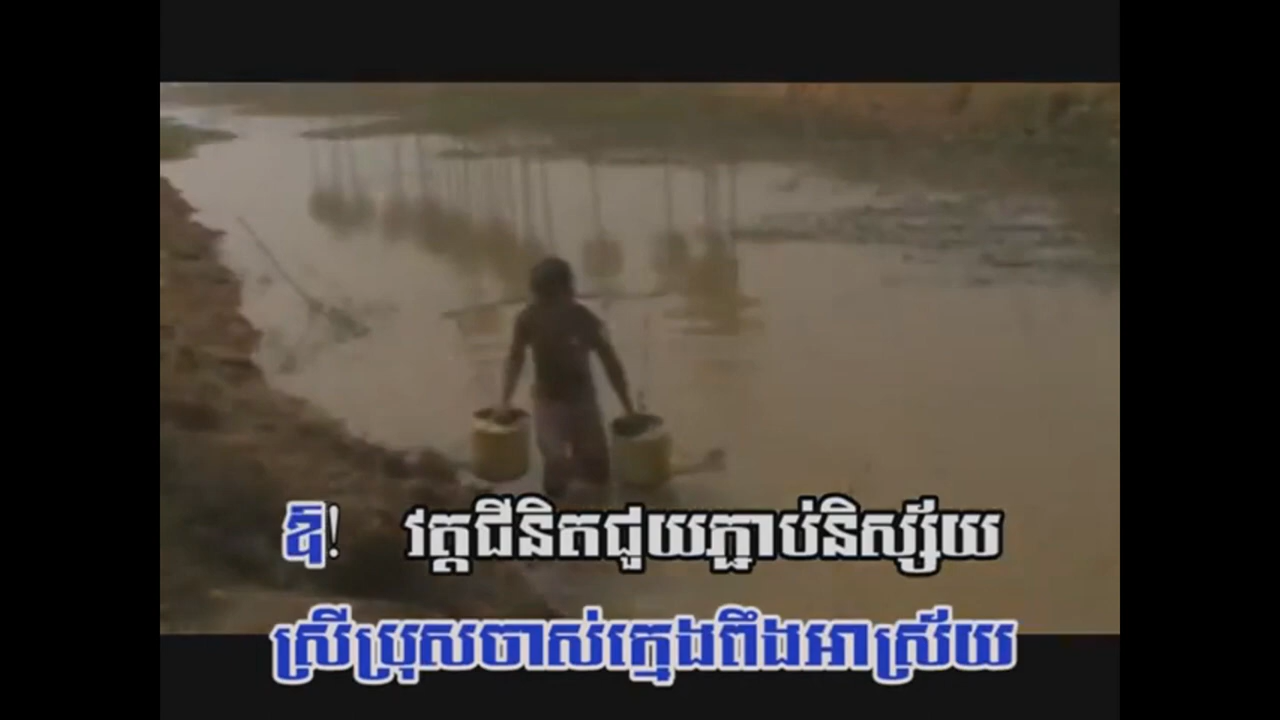 ឱ! វត្តជីនិតជួយភ្ជាប់និស្ស័យ
ស្រីប្រុសចាស់ក្មេងពឹងអាស្រ័យ